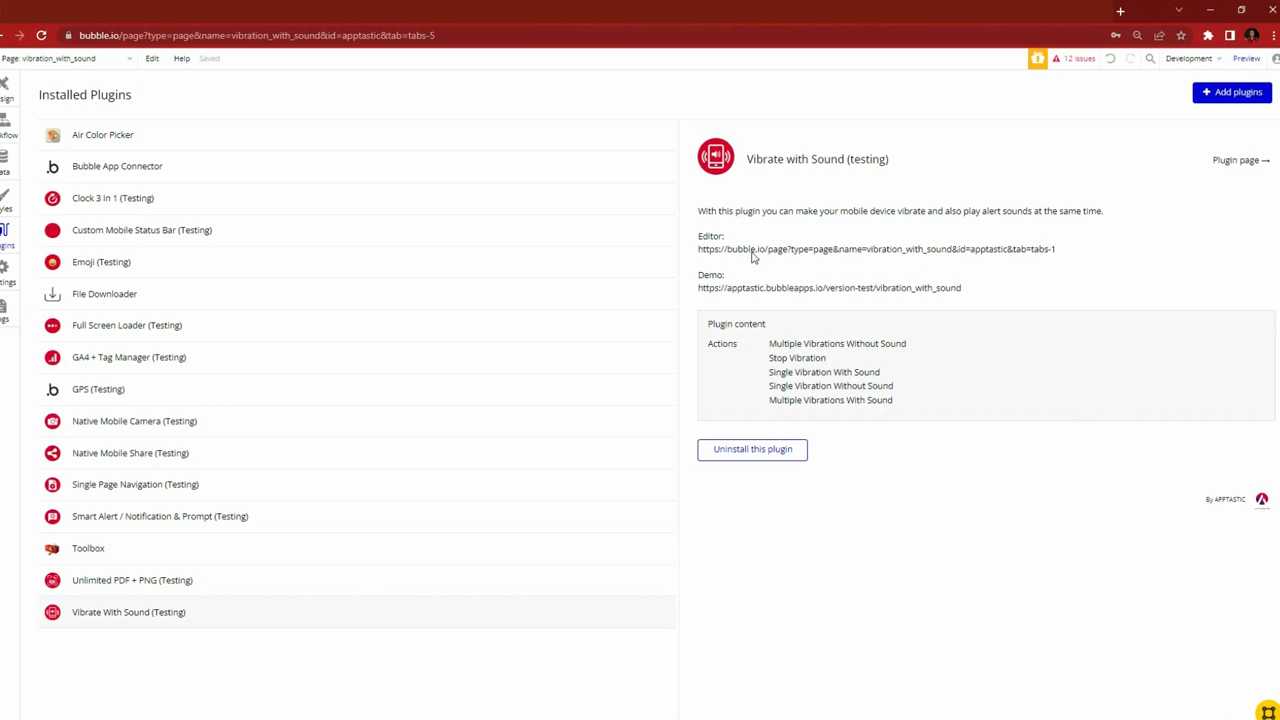 bubble.io/page?type=page&name=vibration_with_sound&id=apptastic&tab=tabs-5
Page: vibration_with_sound
Edit
Help
Saved
12 issues
Development
Preview
Installed Plugins
+ Add plugins
Air Color Picker
Bubble App Connector
Clock 3 In 1 (Testing)
Custom Mobile Status Bar (Testing)
Emoji (Testing)
File Downloader
Full Screen Loader (Testing)
GA4 + Tag Manager (Testing)
GPS (Testing)
Native Mobile Camera (Testing)
Native Mobile Share (Testing)
Single Page Navigation (Testing)
Smart Alert / Notification & Prompt (Testing)
Toolbox
Unlimited PDF + PNG (Testing)
Vibrate With Sound (Testing)
Vibrate with Sound (testing)
Plugin page →
With this plugin you can make your mobile device vibrate and also play alert sounds at the same time.
Editor:
https://bubble.io/page?type=page&name=vibration_with_sound&id=apptastic&tab=tabs-1
Demo:
https://apptastic.bubbleapps.io/version-test/vibration_with_sound
Plugin content
Actions
Multiple Vibrations Without Sound
Stop Vibration
Single Vibration With Sound
Single Vibration Without Sound
Multiple Vibrations With Sound
Uninstall this plugin
By APPTASTIC